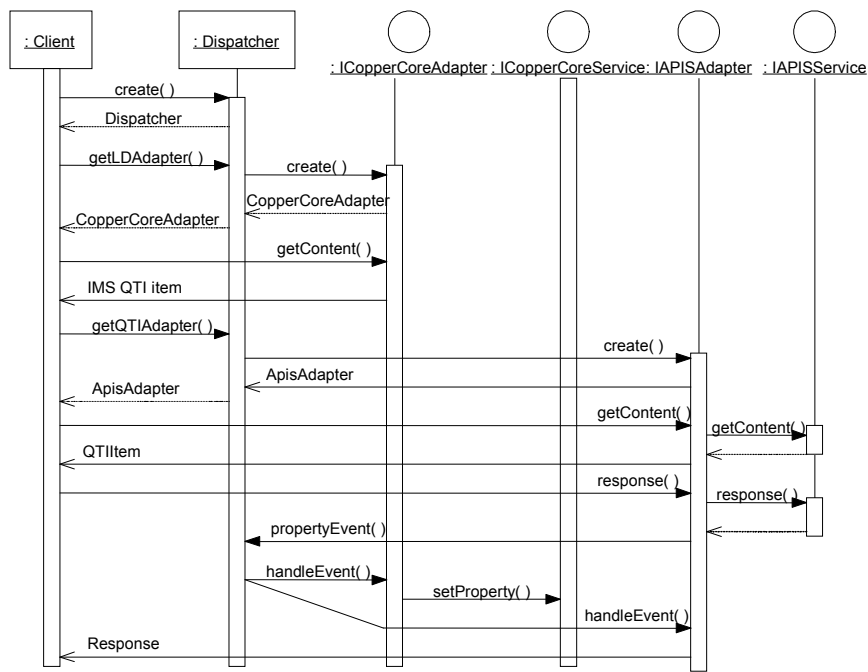 : Client
: Dispatcher
: ICopperCoreAdapter
: ICopperCoreService
: IAPISAdapter
: IAPISService
create( )
Dispatcher
getLDAdapter( )
create( )
CopperCoreAdapter
CopperCoreAdapter
getContent( )
IMS QTI item
getQTIAdapter( )
create( )
ApisAdapter
ApisAdapter
getContent( )
getContent( )
QTIItem
response( )
response( )
propertyEvent( )
handleEvent( )
setProperty( )
handleEvent( )
Response